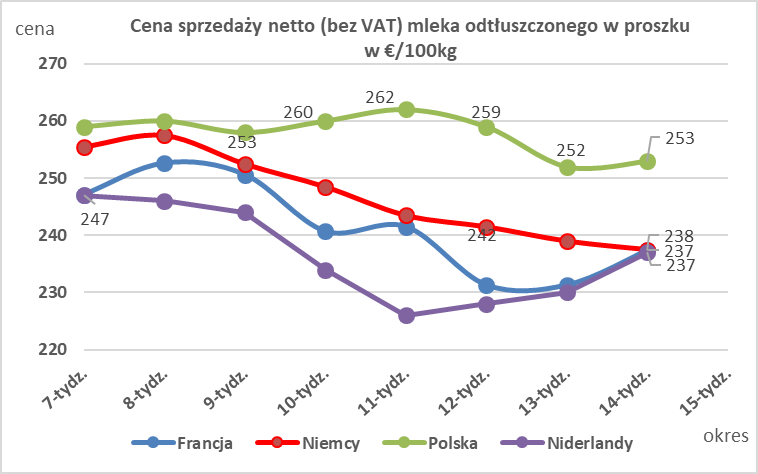 cena
Cena sprzedaży netto (bez VAT) mleka odtłuszczonego w proszku
w €/100kg
270
260
250
240
230
220
253
260
262
259
252
253
247
242
238
237
237
7-tydz.
8-tydz.
9-tydz.
10-tydz.
11-tydz.
12-tydz.
13-tydz.
14-tydz.
15-tydz.
okres
Francja Niemcy Polska Niderlandy